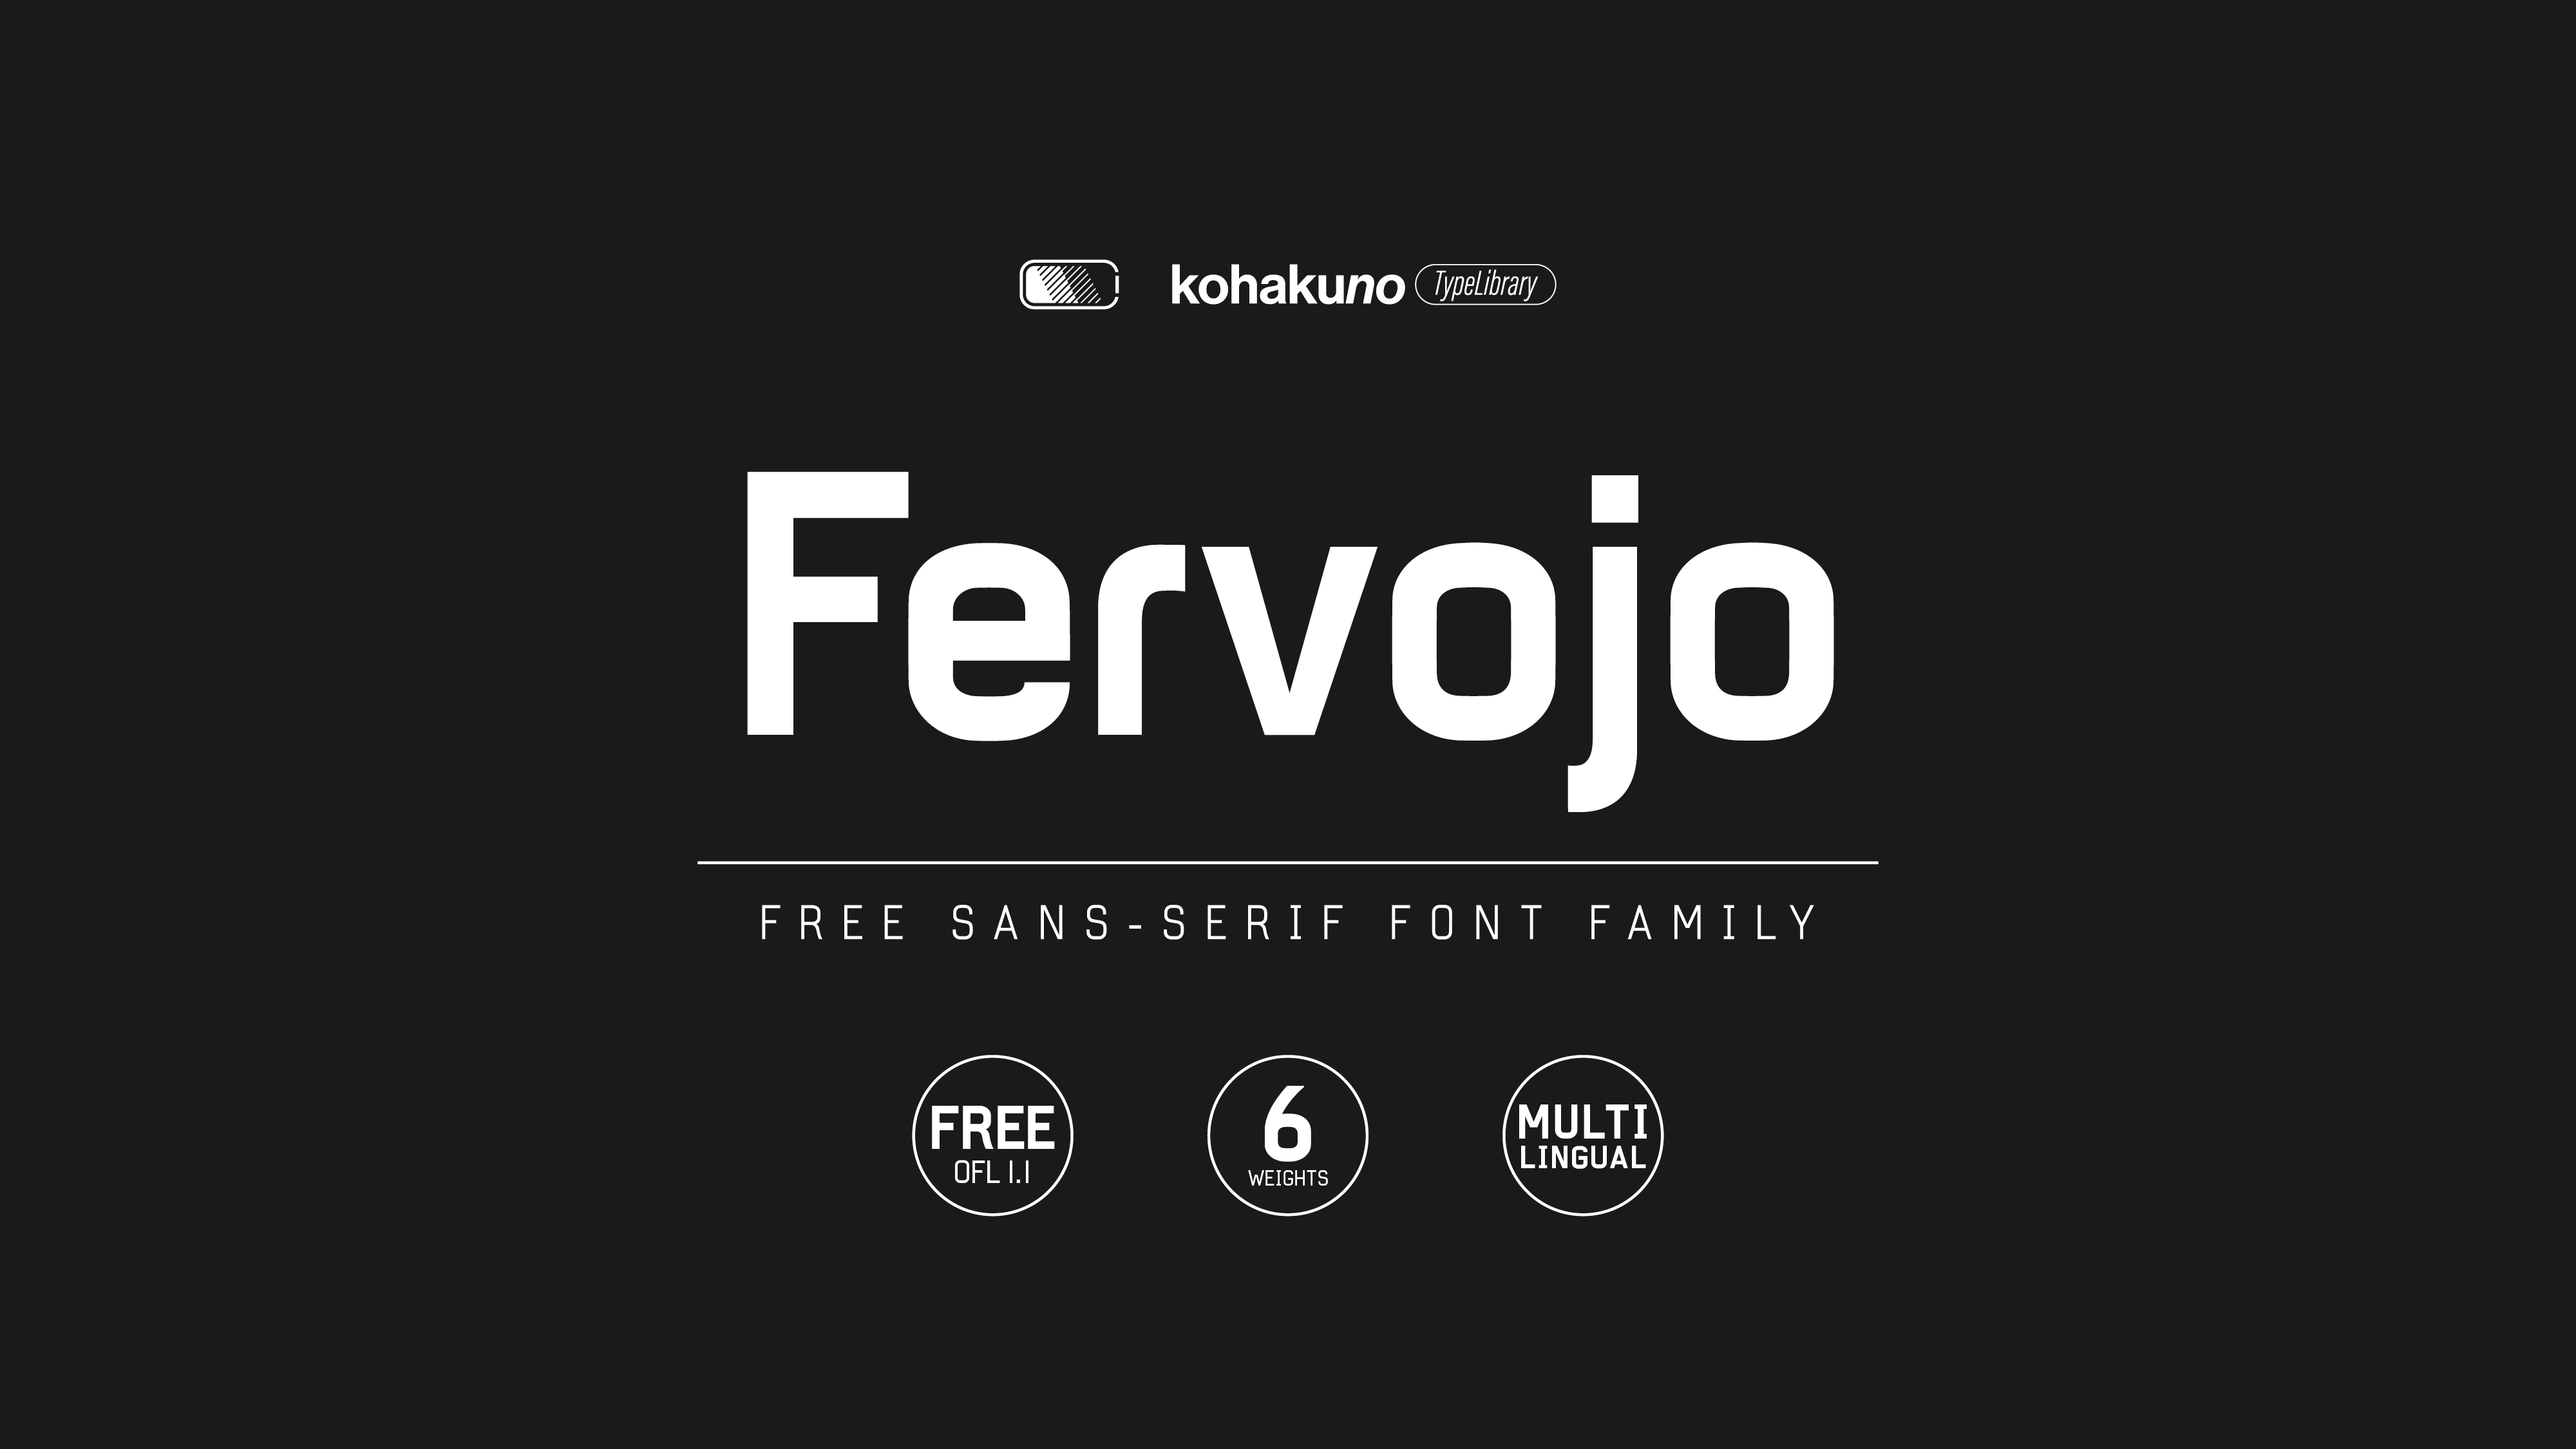 kohakuno TypeLibrary
Fervojo
FREE SANS-SERIF FONT FAMILY
FREE
OFL 1.1
6
WEIGHTS
MULTI
LINGUAL